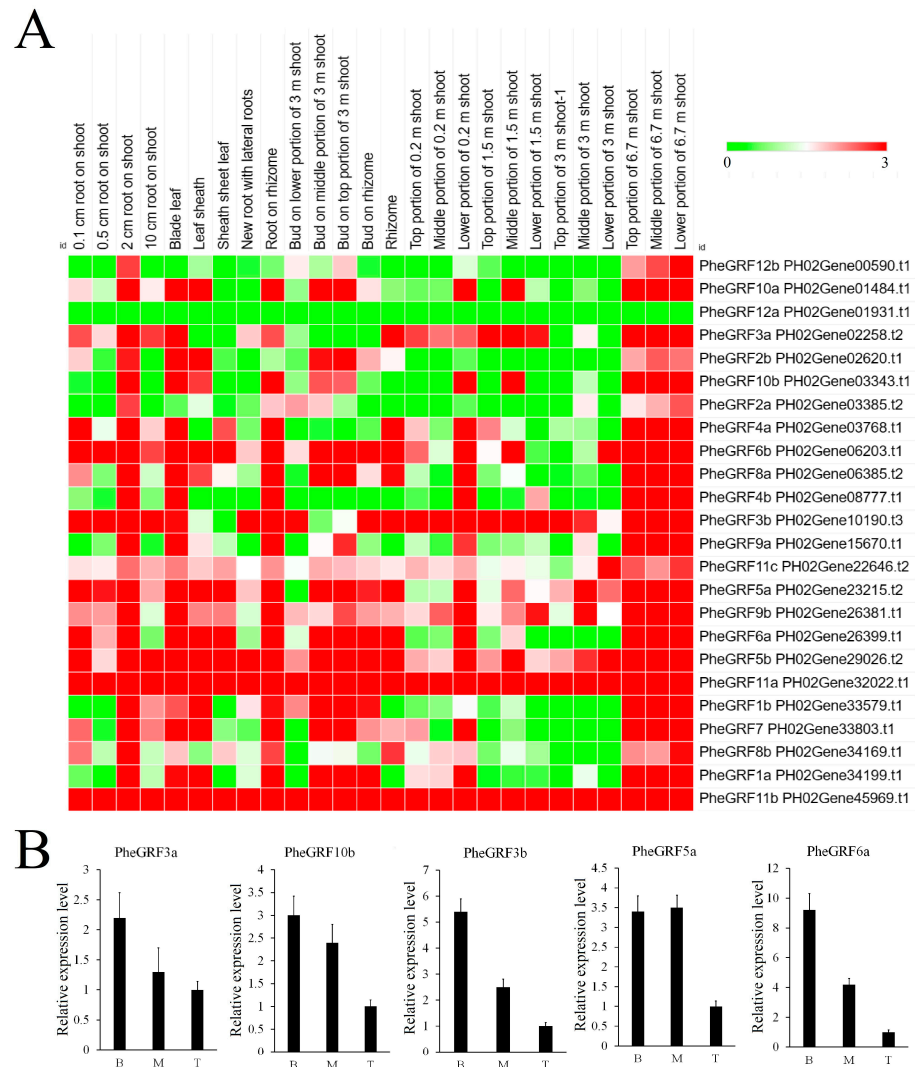 A
0.1 cm root on shoot
0.5 cm root on shoot
2 cm root on shoot
10 cm root on shoot
Blade leaf
Leaf sheath
Sheath sheet leaf
New root with lateral roots
Root on rhizome
Bud on lower portion of 3 m shoot
Bud on middle portion of 3 m shoot
Bud on top portion of 3 m shoot
Bud on rhizome
Rhizome
Top portion of 0.2 m shoot
Middle portion of 0.2 m shoot
Lower portion of 0.2 m shoot
Top portion of 1.5 m shoot
Middle portion of 1.5 m shoot
Lower portion of 1.5 m shoot
Top portion of 3 m shoot-1
Middle portion of 3 m shoot
Lower portion of 3 m shoot
Top portion of 6.7 m shoot
Middle portion of 6.7 m shoot
Lower portion of 6.7 m shoot
0 3
id id
PheGRF12b PH02Gene00590.t1
PheGRF10a PH02Gene01484.t1
PheGRF12a PH02Gene01931.t1
PheGRF3a PH02Gene02258.t2
PheGRF2b PH02Gene02620.t1
PheGRF10b PH02Gene03343.t1
PheGRF2a PH02Gene03385.t2
PheGRF4a PH02Gene03768.t1
PheGRF6b PH02Gene06203.t1
PheGRF8a PH02Gene06385.t2
PheGRF4b PH02Gene08777.t1
PheGRF3b PH02Gene10190.t3
PheGRF9a PH02Gene15670.t1
PheGRF11c PH02Gene22646.t2
PheGRF5a PH02Gene23215.t2
PheGRF9b PH02Gene26381.t1
PheGRF6a PH02Gene26399.t1
PheGRF5b PH02Gene29026.t2
PheGRF11a PH02Gene32022.t1
PheGRF1b PH02Gene33579.t1
PheGRF7 PH02Gene33803.t1
PheGRF8b PH02Gene34169.t1
PheGRF1a PH02Gene34199.t1
PheGRF11b PH02Gene45969.t1
B
PheGRF3a
Relative expression level
3
2.5
2
1.5
1
0.5
0
B M T
PheGRF10b
Relative expression level
4
3.5
3
2.5
2
1.5
1
0.5
0
B M T
PheGRF3b
Relative expression level
7
6
5
4
3
2
1
0
B M T
PheGRF5a
Relative expression level
4.5
4
3.5
3
2.5
2
1.5
1
0.5
0
B M T
PheGRF6a
Relative expression level
12
10
8
6
4
2
0
B M T